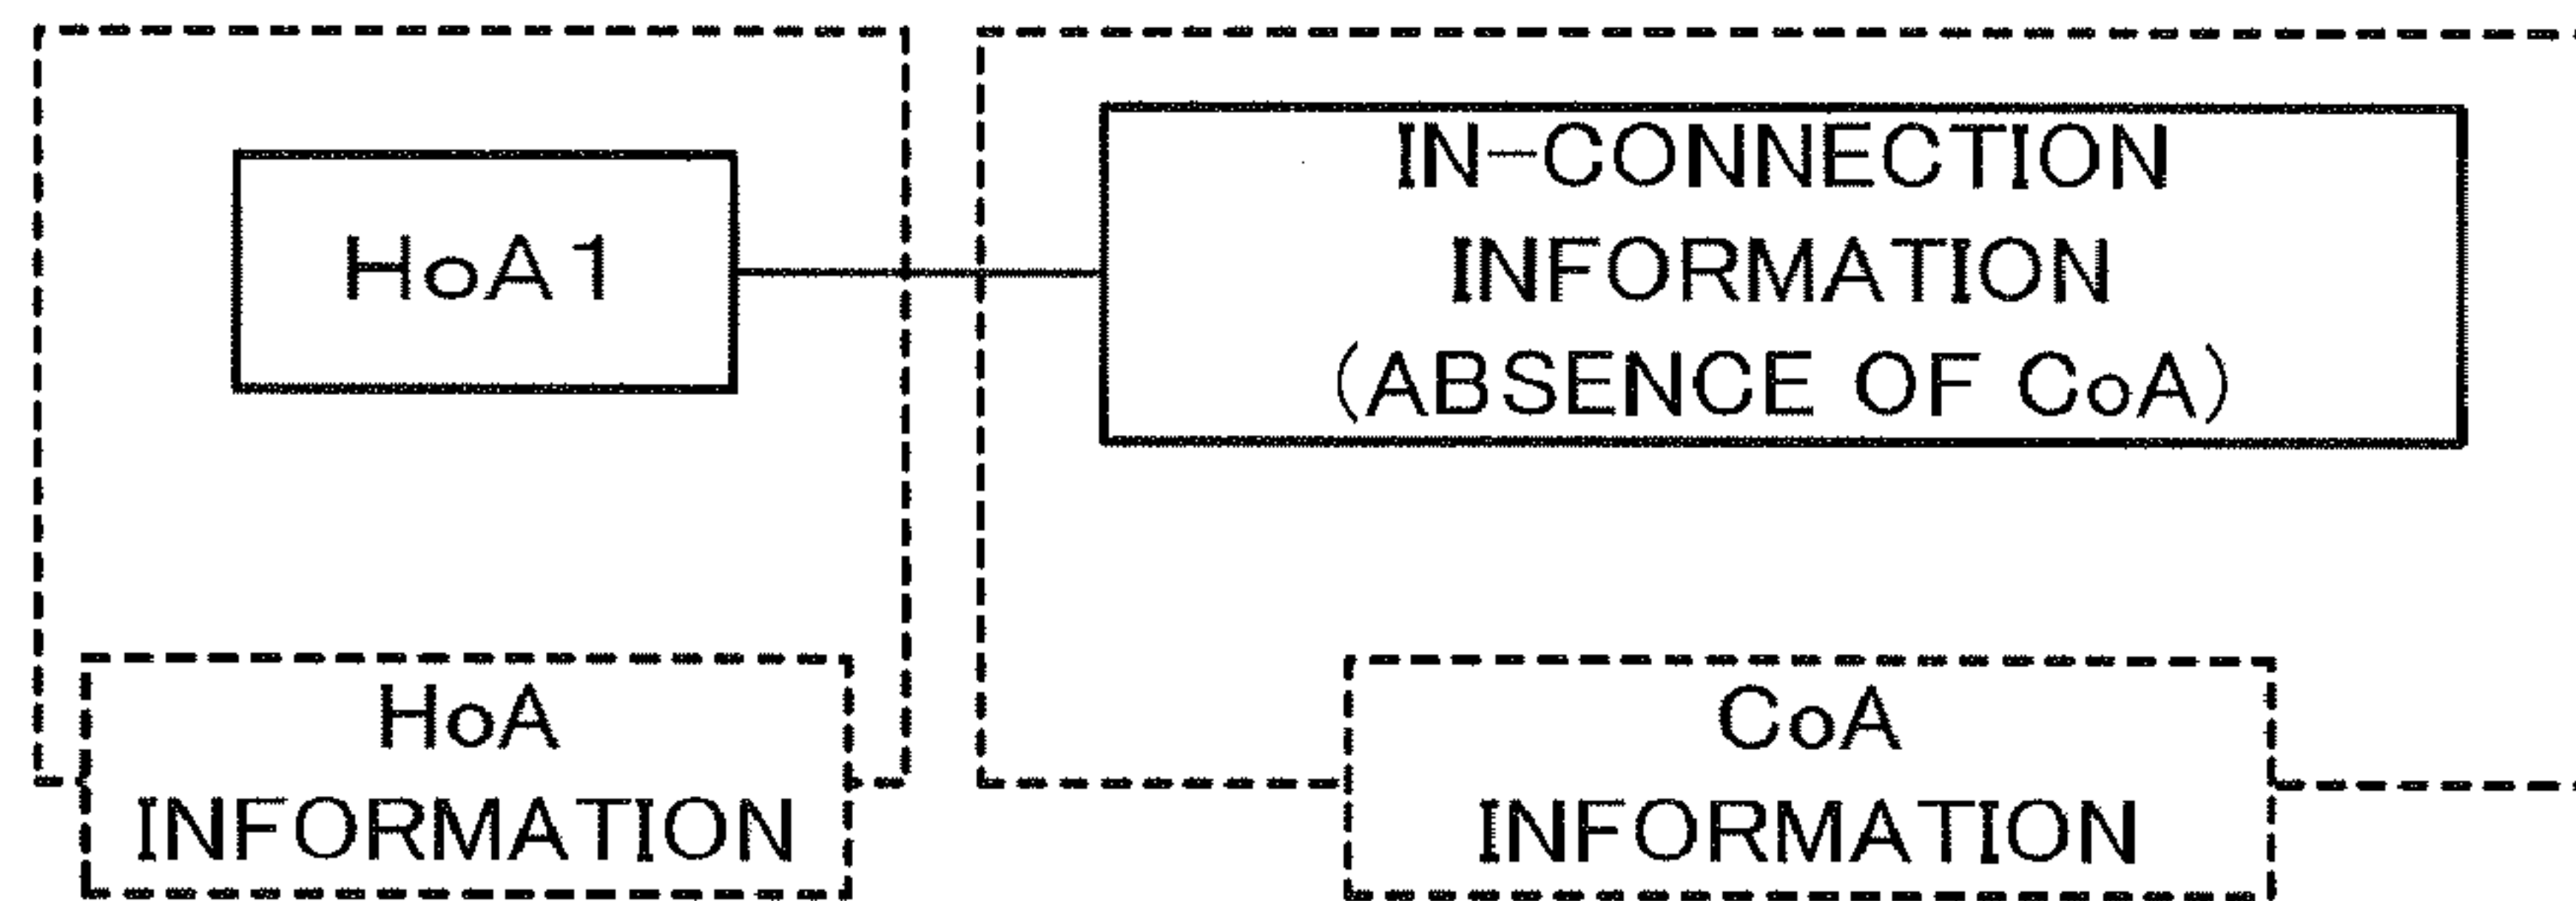 HoA1
IN-CONNECTION
INFORMATION
(ABSENCE OF CoA)
HoA
INFORMATION
CoA
INFORMATION